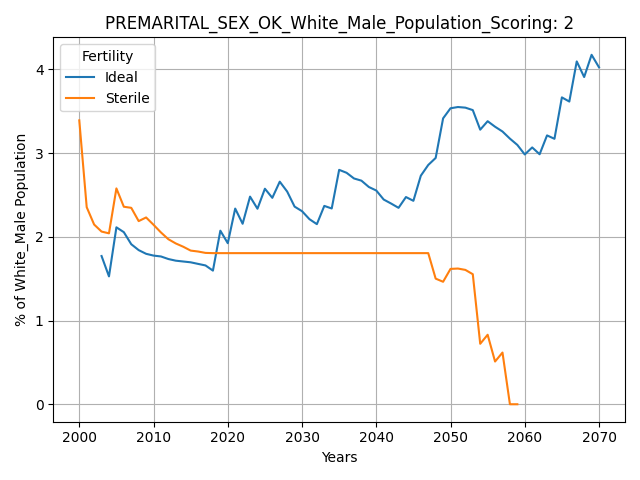 PREMARITAL_SEX_OK_White_Male_Population_Scoring: 2
Fertility
Ideal
Sterile
% of White_Male Population
4
3
2
1
0
2000 2010 2020 2030 2040 2050 2060 2070
Years